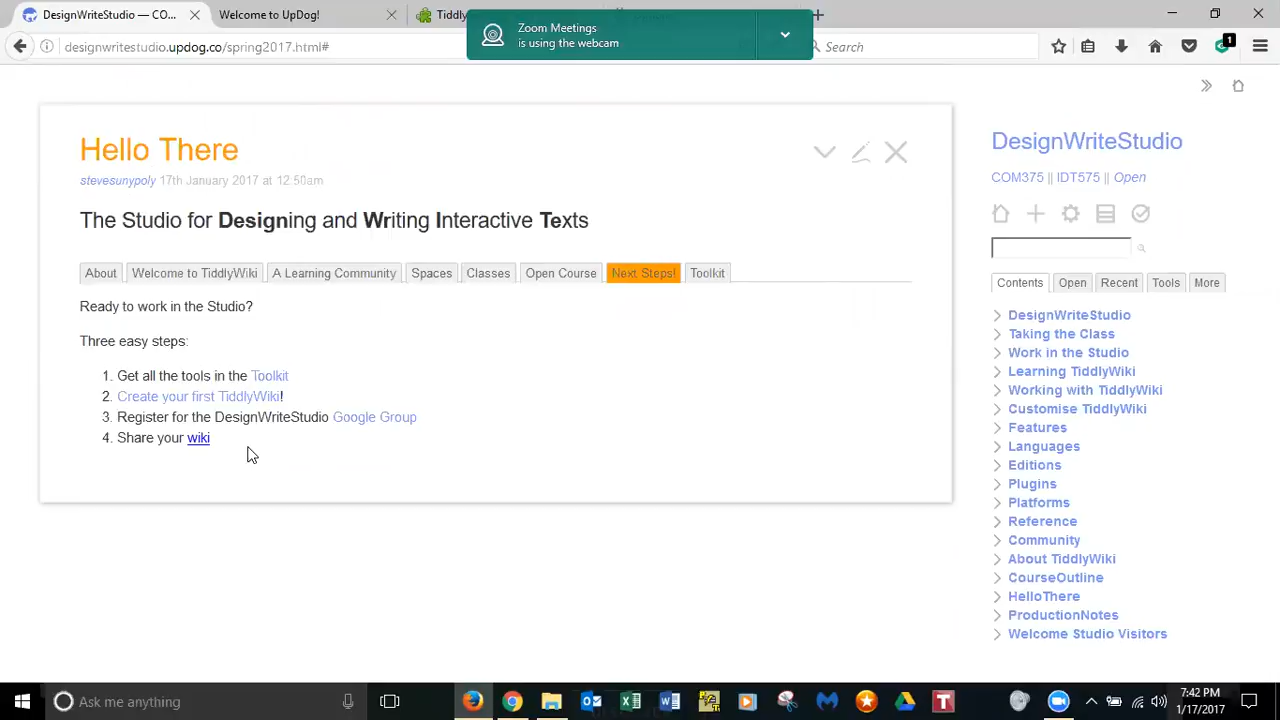 DesignWriteStudio — CO...
Welcome to UpDog!
Tiddly
Zoom Meetings
is using the webcam
designwritestudio.updog.co/spring2017.html#
Search
1
Hello There
stevesunypoly 17th January 2017 at 12:50am
The Studio for Designing and Writing Interactive Texts
About
Welcome to TiddlyWiki
A Learning Community
Spaces
Classes
Open Course
Next Steps!
Toolkit
Ready to work in the Studio?
Three easy steps:
1. Get all the tools in the Toolkit
2. Create your first TiddlyWiki!
3. Register for the DesignWriteStudio Google Group
4. Share your wiki
DesignWriteStudio
COM375 || IDT575 || Open
Contents
Open
Recent
Tools
More
DesignWriteStudio
Taking the Class
Work in the Studio
Learning TiddlyWiki
Working with TiddlyWiki
Customise TiddlyWiki
Features
Languages
Editions
Plugins
Platforms
Reference
Community
About TiddlyWiki
CourseOutline
HelloThere
ProductionNotes
Welcome Studio Visitors
Ask me anything
7:42 PM
1/17/2017